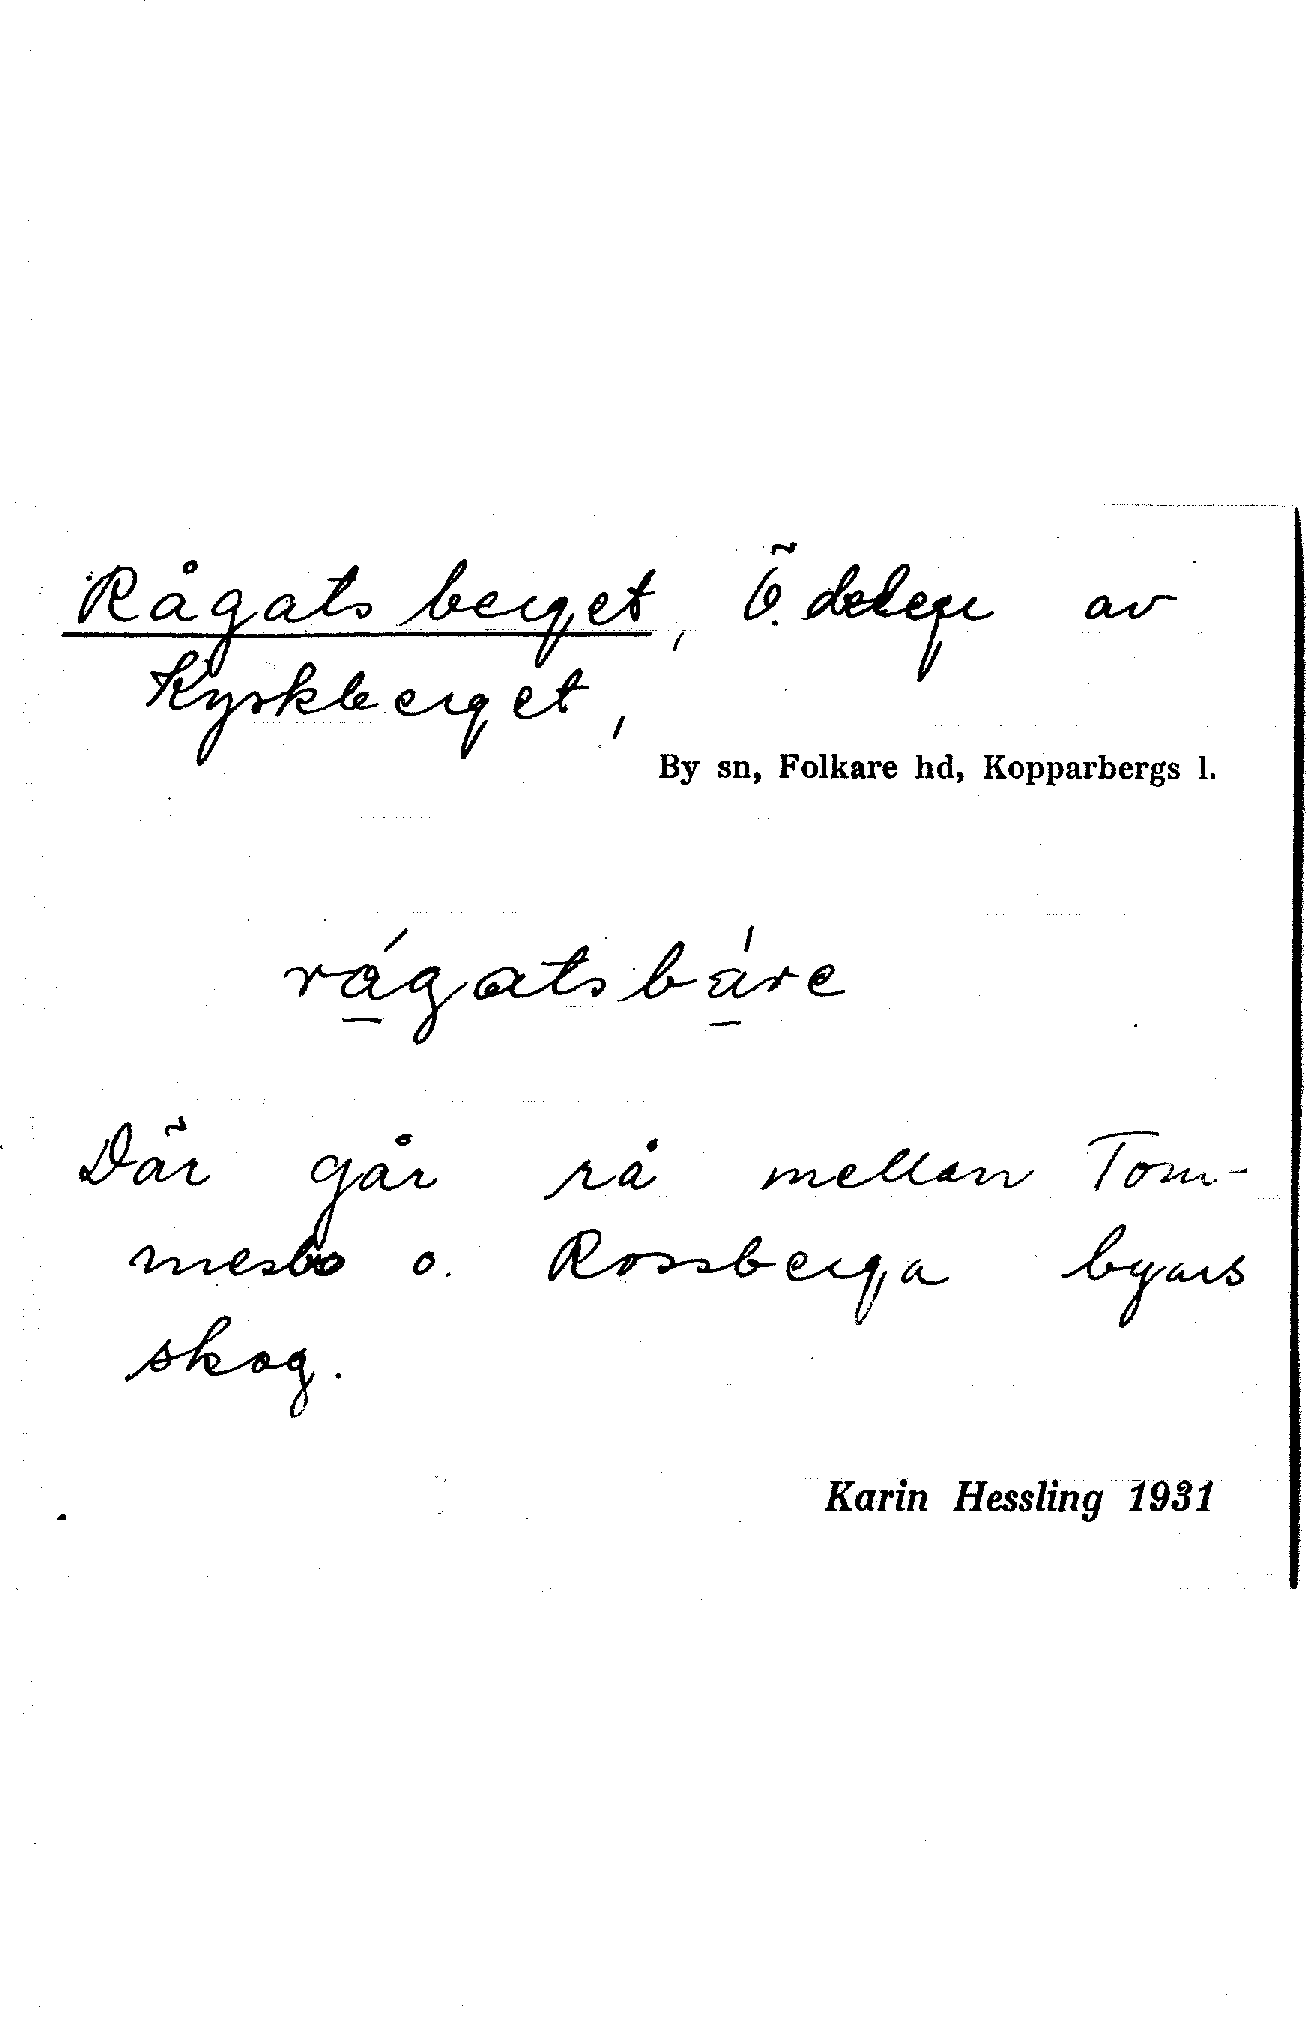 Rågatsberget, Ö. delen av
Kyskberget,
By sn, Folkare hd, Kopparbergs l.
rágatsbáre
Där går rå mellan Tom-
mesbo o. Rossberga byars
skog.
Karin Hessling 1931